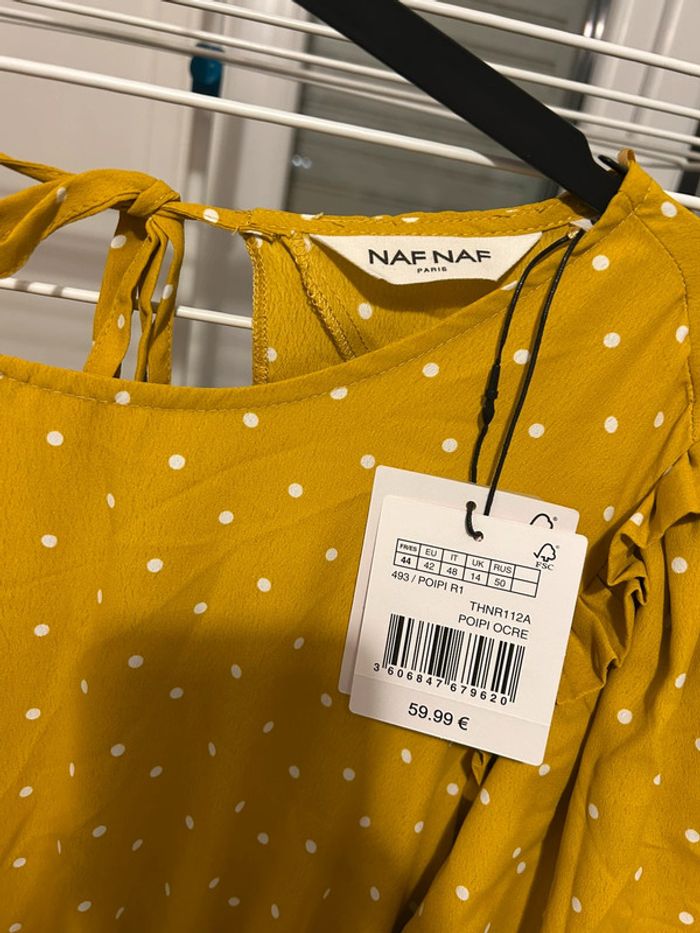 NAF NAF
PARIS
FR/ES EU IT UK RUS
44 42 48 14 50
FSC
493 / POIPI R1
THNR112A
POIPI OCRE
3 606847 679620
59.99 €